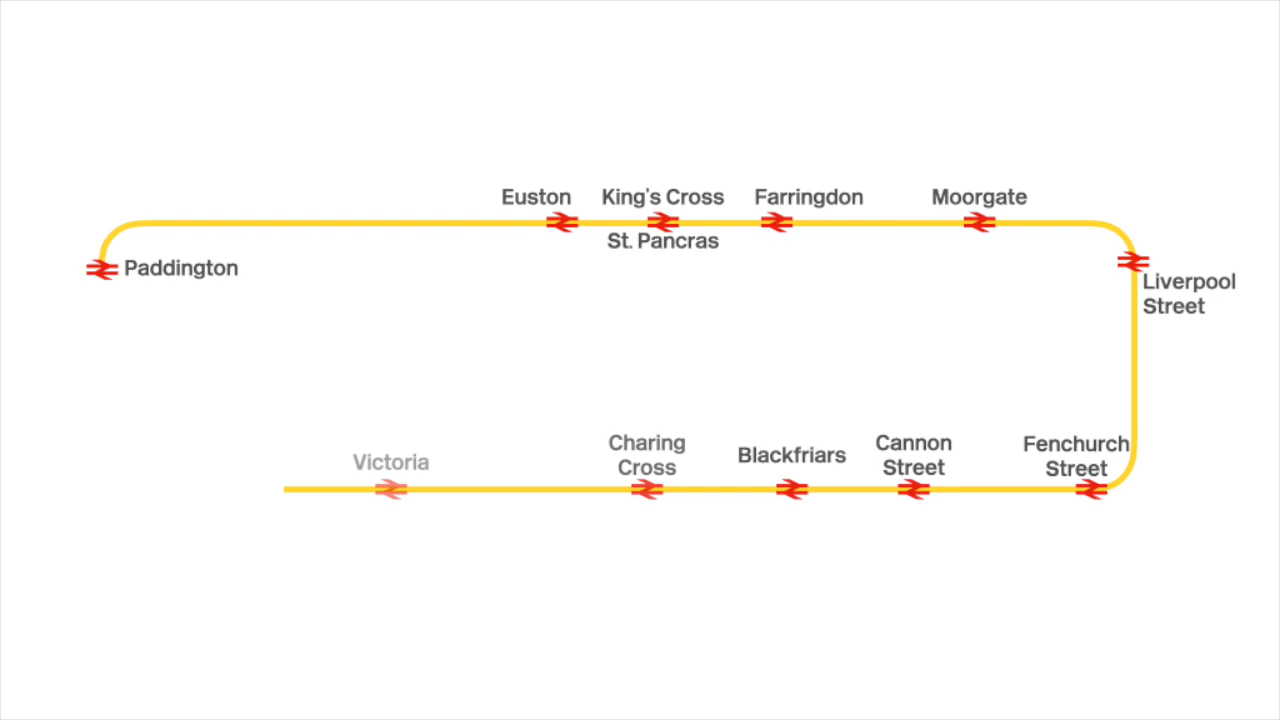 Euston
King's Cross
St. Pancras
Farringdon
Moorgate
Paddington
Liverpool
Street
Victoria
Charing
Cross
Blackfriars
Cannon
Street
Fenchurch
Street